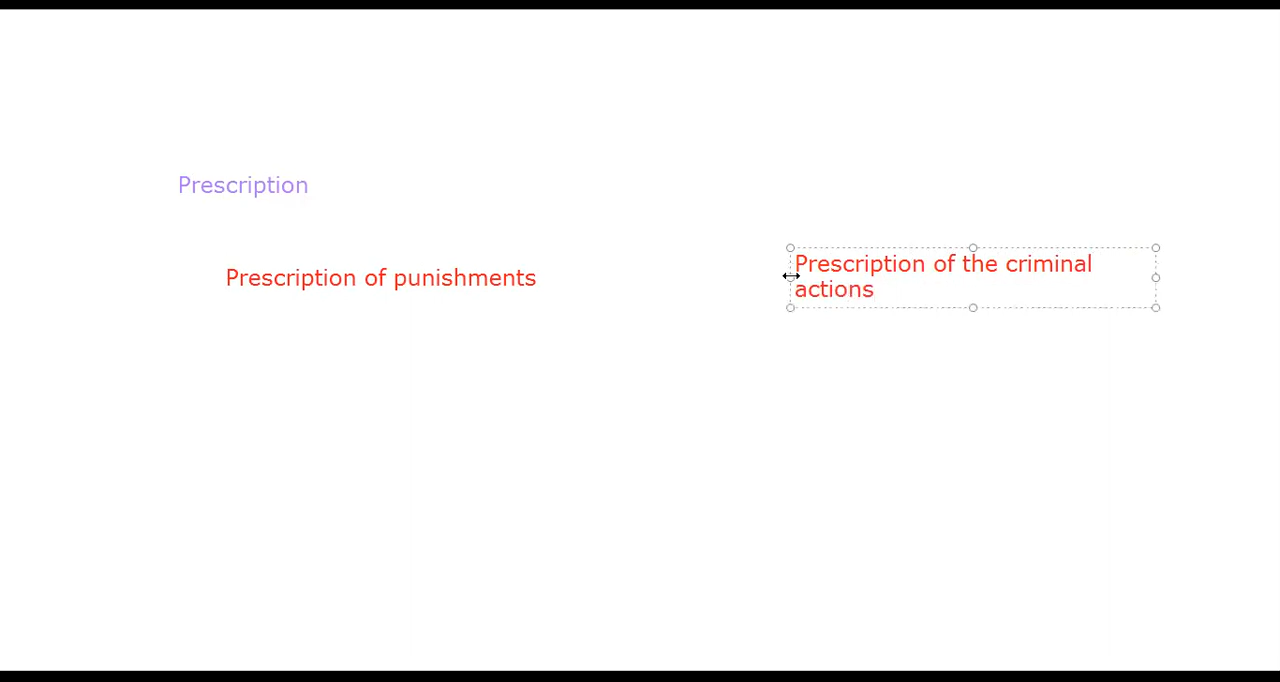 Prescription
Prescription of punishments
Prescription of the criminal
actions